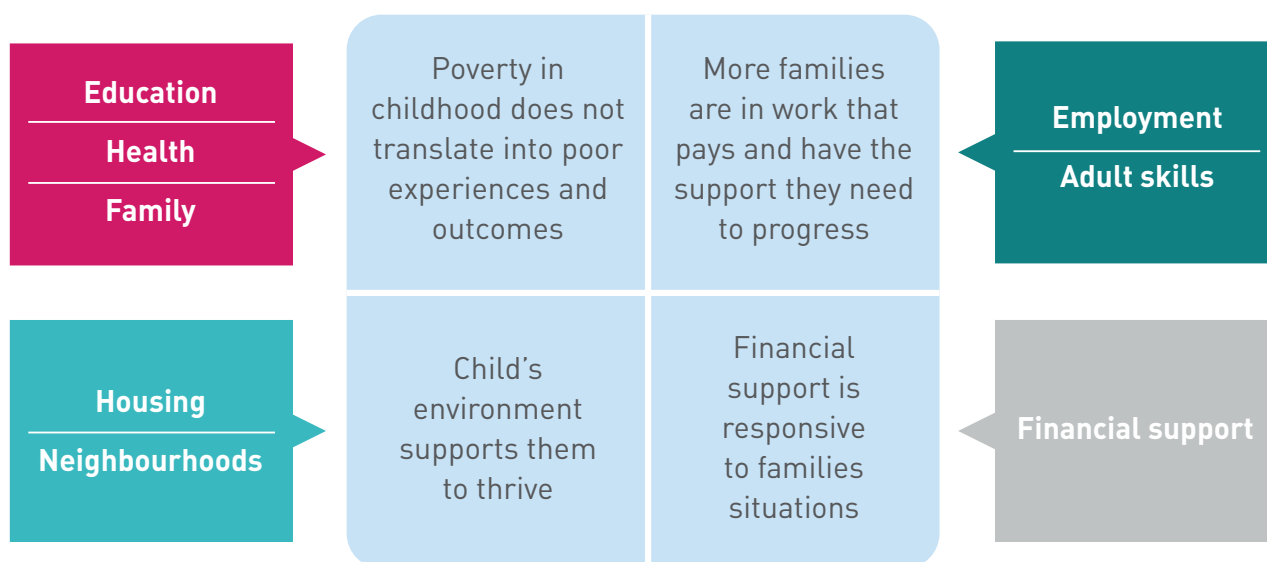 Education
Health
Family
Poverty in
childhood does not
translate into poor
experiences and
outcomes
More families
are in work that
pays and have the
support they need
to progress
Employment
Adult skills
Housing
Neighbourhoods
Child’s
environment
supports them
to thrive
Financial
support is
responsive
to families
situations
Financial support